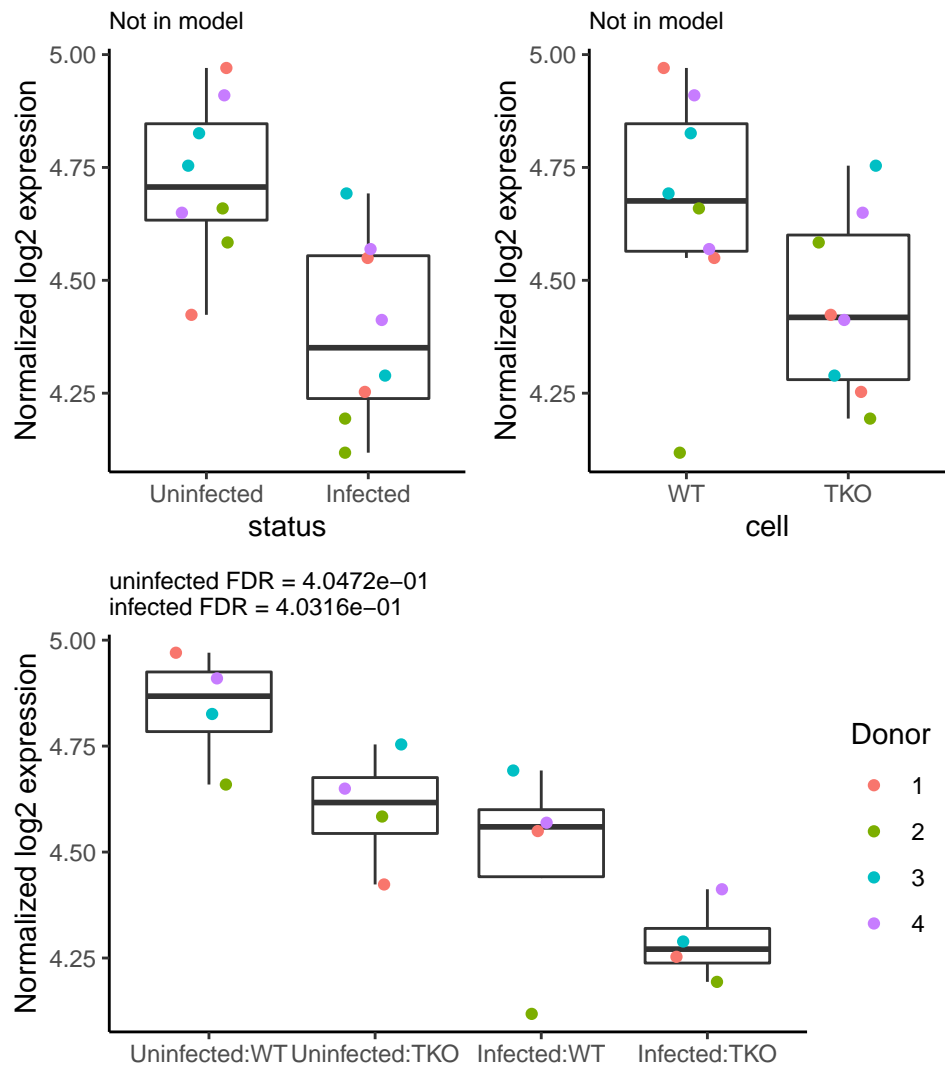 Not in model
Normalized log2 expression
5.00
4.75
4.50
4.25
Uninfected Infected
status
Not in model
Normalized log2 expression
5.00
4.75
4.50
4.25
WT TKO
cell
uninfected FDR = 4.0472e−01
infected FDR = 4.0316e−01
Normalized log2 expression
5.00
4.75
4.50
4.25
Uninfected:WT Uninfected:TKO Infected:WT Infected:TKO
Donor
1
2
3
4